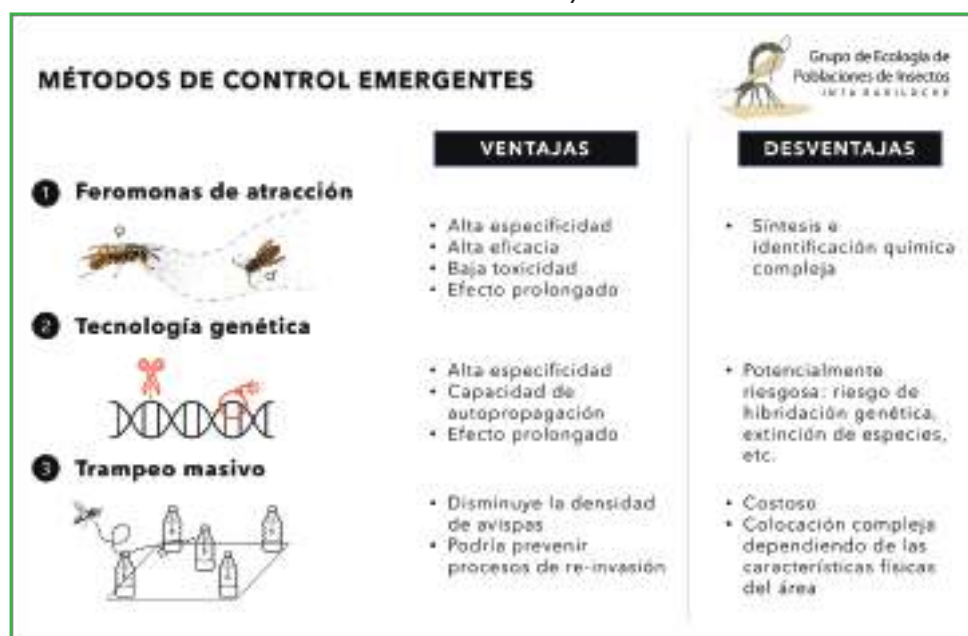 MÉTODOS DE CONTROL EMERGENTES
Grupo de Ecología de
Poblaciones de Insectos
INTA BARILOCHE
VENTAJAS
DESVENTAJAS
1 Feromonas de atracción
• Alta especificidad
• Alta eficacia
• Baja toxicidad
• Efecto prolongado
• Síntesis e
identificación química
compleja
♀
♂
2 Tecnología genética
• Alta especificidad
• Capacidad de
autopropagación
• Efecto prolongado
• Potencialmente
riesgosa: riesgo de
hibridación genética,
extinción de especies,
etc.
3 Trampeo masivo
• Disminuye la densidad
de avispas
• Podría prevenir
procesos de re-invasión
• Costoso
• Colocación compleja
dependiendo de las
características físicas
del área